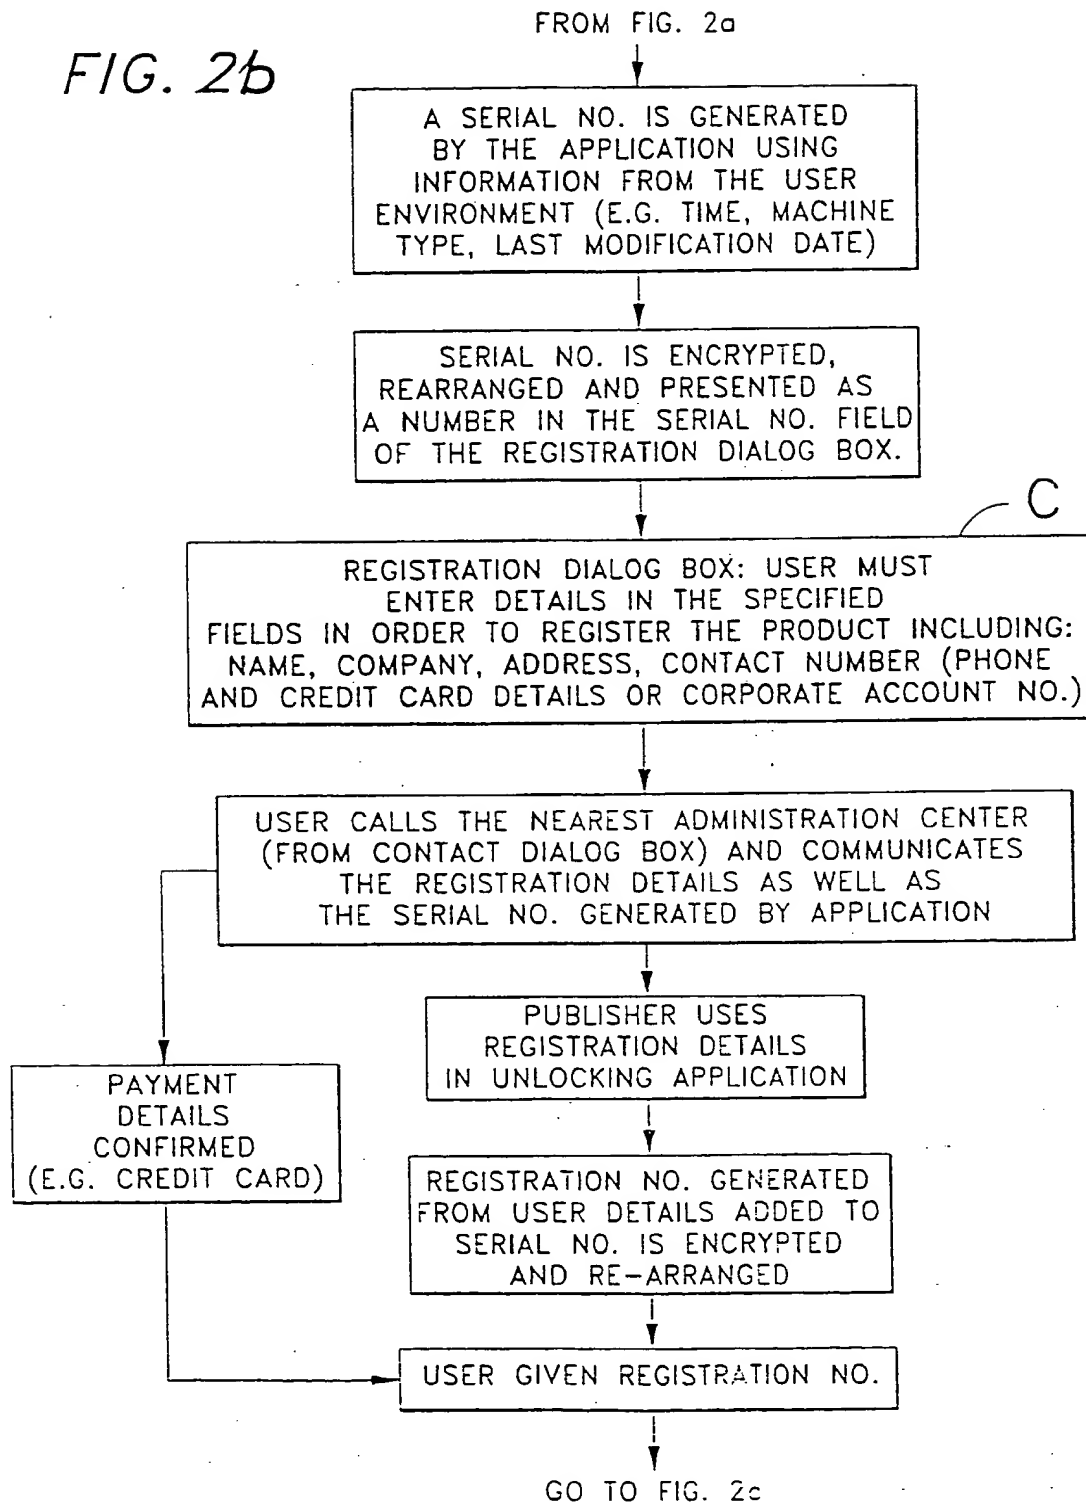 FROM FIG. 2a
FIG. 2b
A SERIAL NO. IS GENERATED
BY THE APPLICATION USING
INFORMATION FROM THE USER
ENVIRONMENT (E.G. TIME, MACHINE
TYPE, LAST MODIFICATION DATE)
SERIAL NO. IS ENCRYPTED,
REARRANGED AND PRESENTED AS
A NUMBER IN THE SERIAL NO. FIELD
OF THE REGISTRATION DIALOG BOX.
C
REGISTRATION DIALOG BOX: USER MUST
ENTER DETAILS IN THE SPECIFIED
FIELDS IN ORDER TO REGISTER THE PRODUCT INCLUDING:
NAME, COMPANY, ADDRESS, CONTACT NUMBER (PHONE
AND CREDIT CARD DETAILS OR CORPORATE ACCOUNT NO.)
USER CALLS THE NEAREST ADMINISTRATION CENTER
(FROM CONTACT DIALOG BOX) AND COMMUNICATES
THE REGISTRATION DETAILS AS WELL AS
THE SERIAL NO. GENERATED BY APPLICATION
PUBLISHER USES
REGISTRATION DETAILS
IN UNLOCKING APPLICATION
PAYMENT
DETAILS
CONFIRMED
(E.G. CREDIT CARD)
REGISTRATION NO. GENERATED
FROM USER DETAILS ADDED TO
SERIAL NO. IS ENCRYPTED
AND RE-ARRANGED
USER GIVEN REGISTRATION NO.
GO TO FIG. 2c